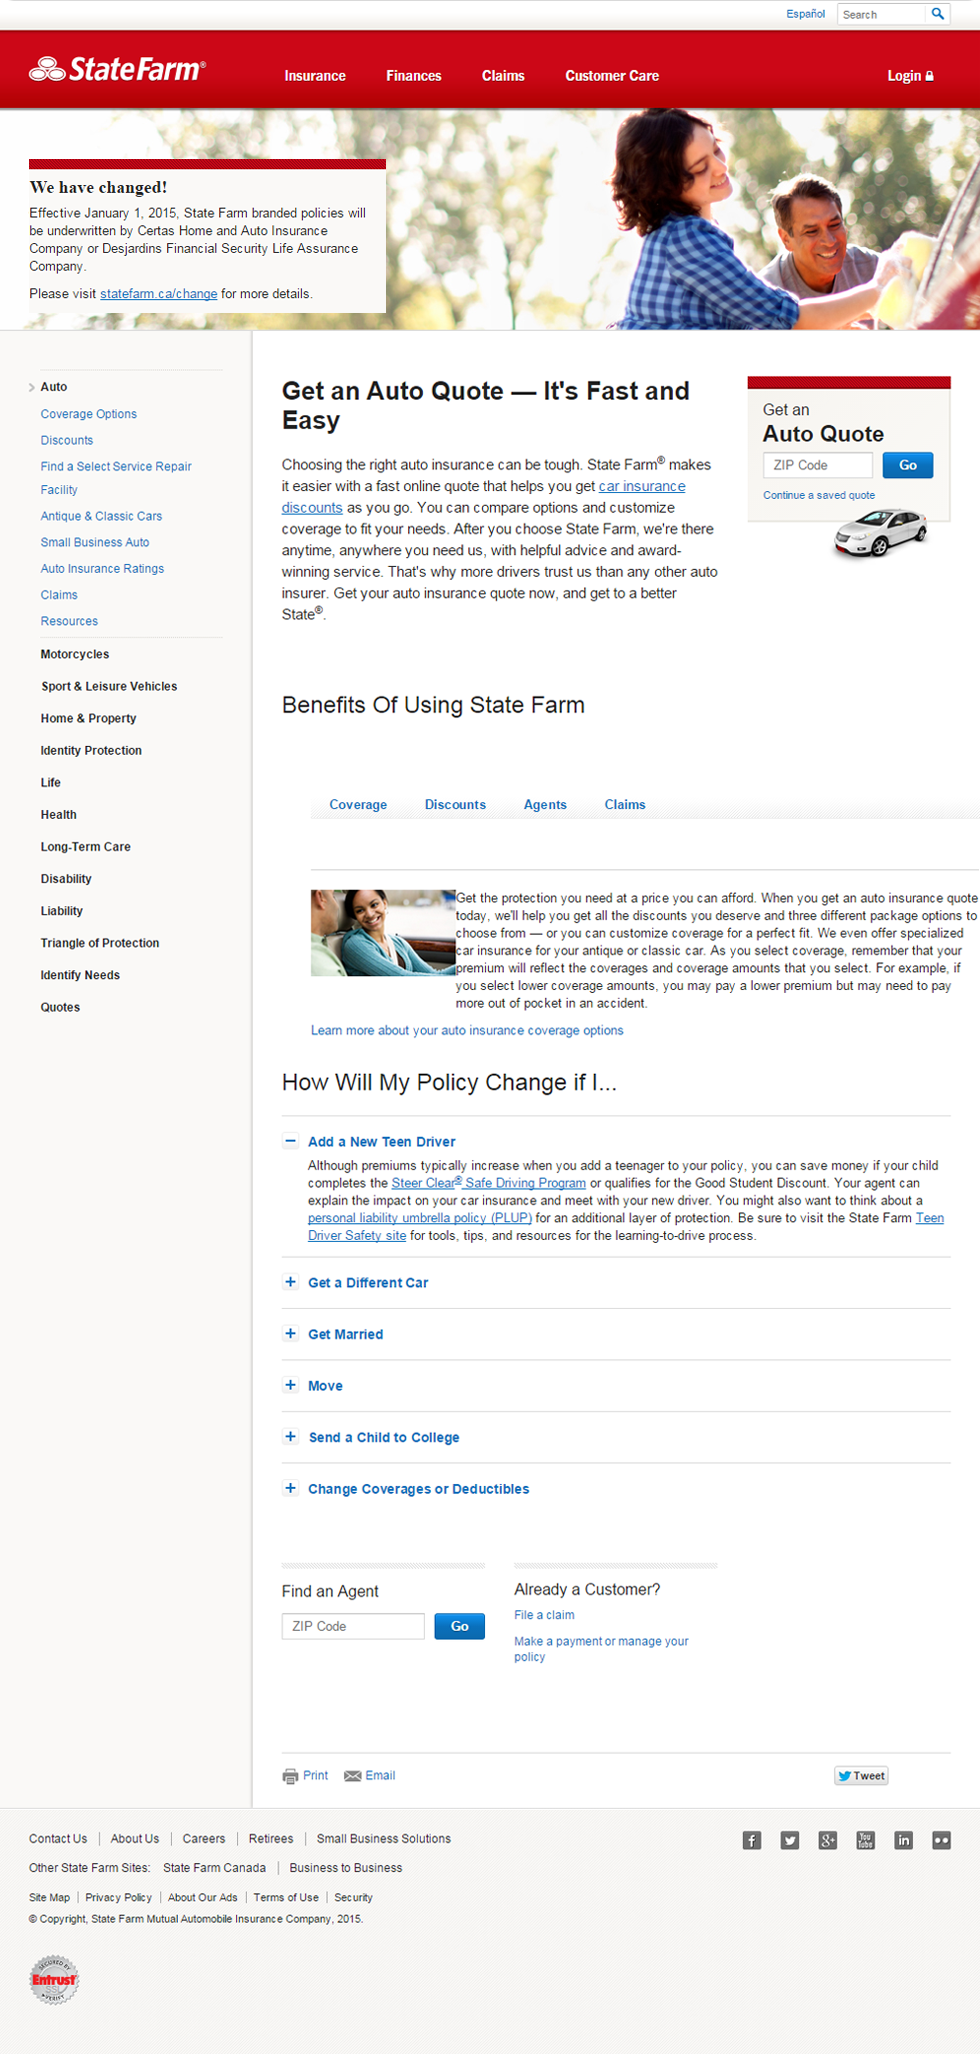 Español Search
State Farm®
Insurance Finances Claims Customer Care Login
We have changed!
Effective January 1, 2015, State Farm branded policies will
be underwritten by Certas Home and Auto Insurance
Company or Desjardins Financial Security Life Assurance
Company.
Please visit statefarm.ca/change for more details.
Auto
Coverage Options
Discounts
Find a Select Service Repair
Facility
Antique & Classic Cars
Small Business Auto
Auto Insurance Ratings
Claims
Resources
Motorcycles
Sport & Leisure Vehicles
Home & Property
Identity Protection
Life
Health
Long-Term Care
Disability
Liability
Triangle of Protection
Identify Needs
Quotes
Get an Auto Quote — It's Fast and
Easy
Choosing the right auto insurance can be tough. State Farm® makes
it easier with a fast online quote that helps you get car insurance
discounts as you go. You can compare options and customize
coverage to fit your needs. After you choose State Farm, we're there
anytime, anywhere you need us, with helpful advice and award-
winning service. That's why more drivers trust us than any other auto
insurer. Get your auto insurance quote now, and get to a better
State®.
Get an
Auto Quote
ZIP Code Go
Continue a saved quote
Benefits Of Using State Farm
Coverage Discounts Agents Claims
Get the protection you need at a price you can afford. When you get an auto insurance quote
today, we'll help you get all the discounts you deserve and three different package options to
choose from — or you can customize coverage for a perfect fit. We even offer specialized
car insurance for your antique or classic car. As you select coverage, remember that your
premium will reflect the coverages and coverage amounts that you select. For example, if
you select lower coverage amounts, you may pay a lower premium but may need to pay
more out of pocket in an accident.
Learn more about your auto insurance coverage options
How Will My Policy Change if I...
Add a New Teen Driver
Although premiums typically increase when you add a teenager to your policy, you can save money if your child
completes the Steer Clear® Safe Driving Program or qualifies for the Good Student Discount. Your agent can
explain the impact on your car insurance and meet with your new driver. You might also want to think about a
personal liability umbrella policy (PLUP) for an additional layer of protection. Be sure to visit the State Farm Teen
Driver Safety site for tools, tips, and resources for the learning-to-drive process.
Get a Different Car
Get Married
Move
Send a Child to College
Change Coverages or Deductibles
Find an Agent
ZIP Code Go
Already a Customer?
File a claim
Make a payment or manage your
policy
Print Email Tweet
Contact Us About Us Careers Retirees Small Business Solutions
Other State Farm Sites: State Farm Canada Business to Business
Site Map Privacy Policy About Our Ads Terms of Use Security
© Copyright, State Farm Mutual Automobile Insurance Company, 2015.
SECURED BY
Entrust
SSL
VERIFY